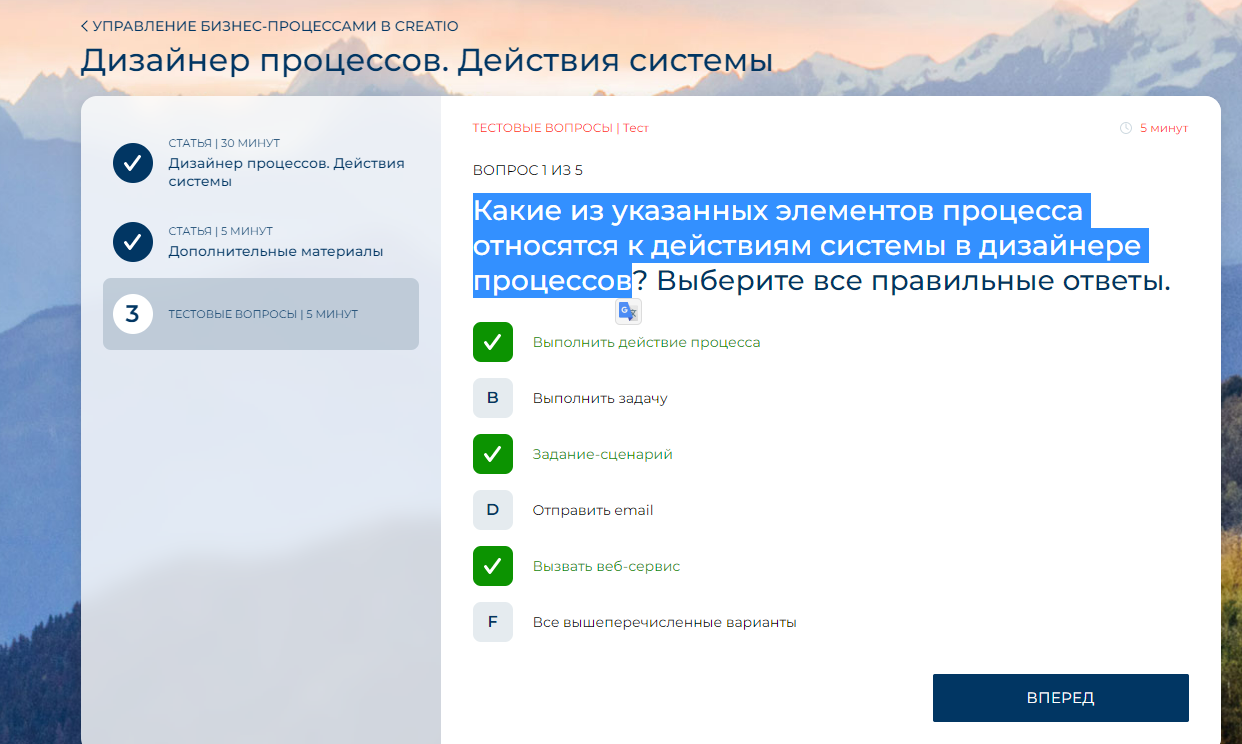 < УПРАВЛЕНИЕ БИЗНЕС-ПРОЦЕССАМИ В CREATIO
Дизайнер процессов. Действия системы
СТАТЬЯ | 30 МИНУТ
Дизайнер процессов. Действия
системы
СТАТЬЯ | 5 МИНУТ
Дополнительные материалы
3
ТЕСТОВЫЕ ВОПРОСЫ | 5 МИНУТ
ТЕСТОВЫЕ ВОПРОСЫ | Тест
5 минут
ВОПРОС 1 ИЗ 5
Какие из указанных элементов процесса
относятся к действиям системы в дизайнере
процессов? Выберите все правильные ответы.
G
Выполнить действие процесса
B Выполнить задачу
Задание-сценарий
D Отправить email
Вызвать веб-сервис
F Все вышеперечисленные варианты
ВПЕРЕД